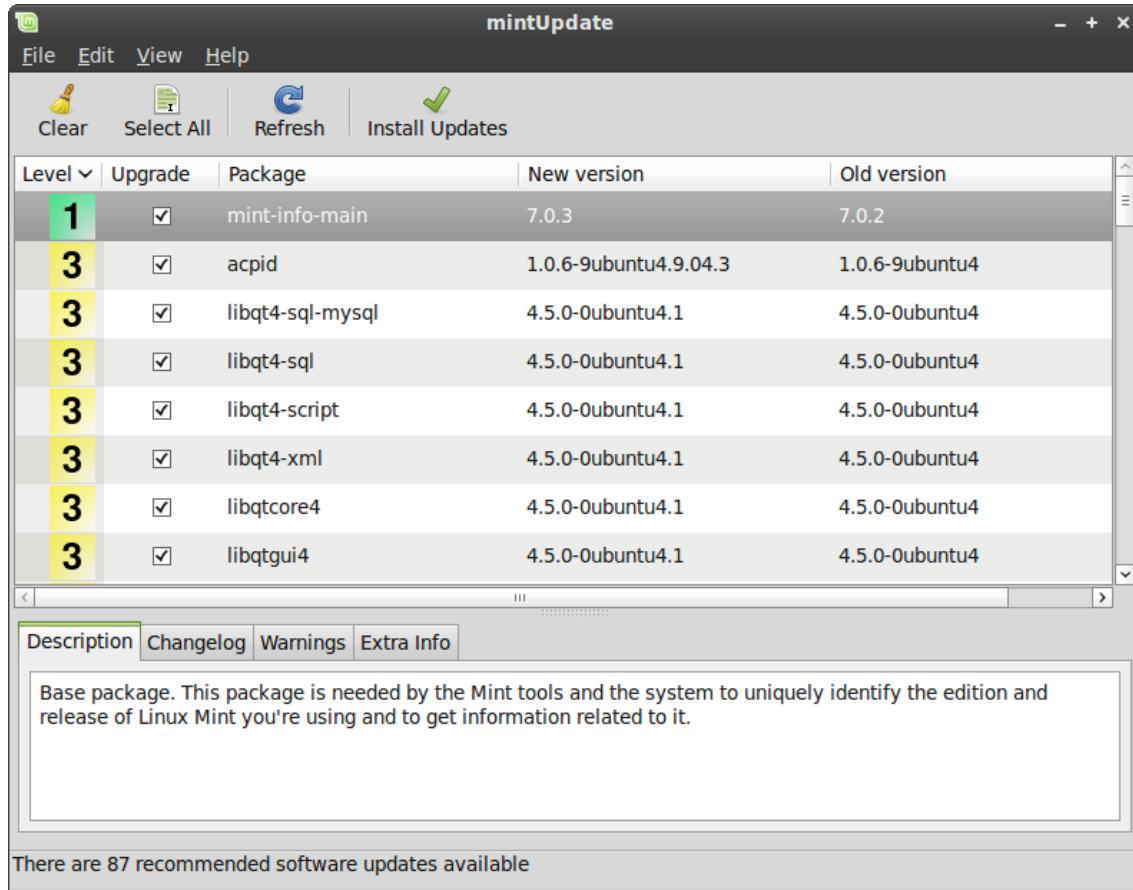 mintUpdate
File Edit View Help
Clear Select All Refresh Install Updates
Level Upgrade Package New version Old version
1 mint-info-main 7.0.3 7.0.2
3 acpid 1.0.6-9ubuntu4.9.04.3 1.0.6-9ubuntu4
3 libqt4-sql-mysql 4.5.0-0ubuntu4.1 4.5.0-0ubuntu4
3 libqt4-sql 4.5.0-0ubuntu4.1 4.5.0-0ubuntu4
3 libqt4-script 4.5.0-0ubuntu4.1 4.5.0-0ubuntu4
3 libqt4-xml 4.5.0-0ubuntu4.1 4.5.0-0ubuntu4
3 libqtcore4 4.5.0-0ubuntu4.1 4.5.0-0ubuntu4
3 libqtgui4 4.5.0-0ubuntu4.1 4.5.0-0ubuntu4
Description Changelog Warnings Extra Info
Base package. This package is needed by the Mint tools and the system to uniquely identify the edition and
release of Linux Mint you're using and to get information related to it.
There are 87 recommended software updates available